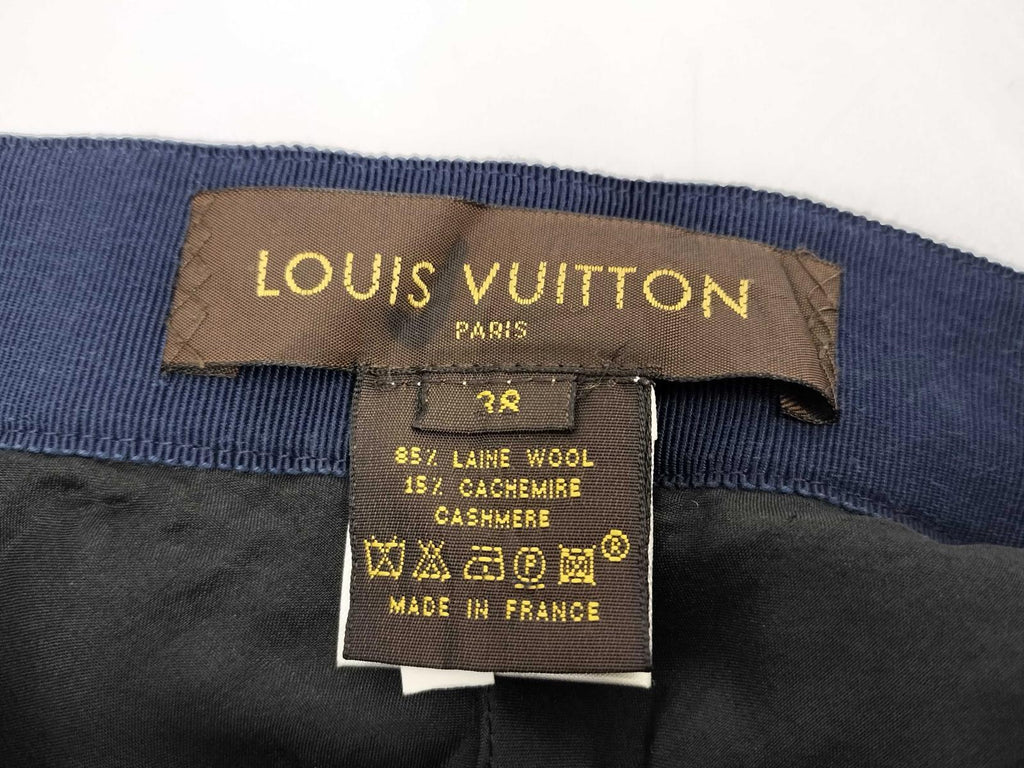 LOUIS VUITTON
PARIS
38
85% LAINE WOOL
15% CACHEMIRE
CASHMERE
P ®
MADE IN FRANCE